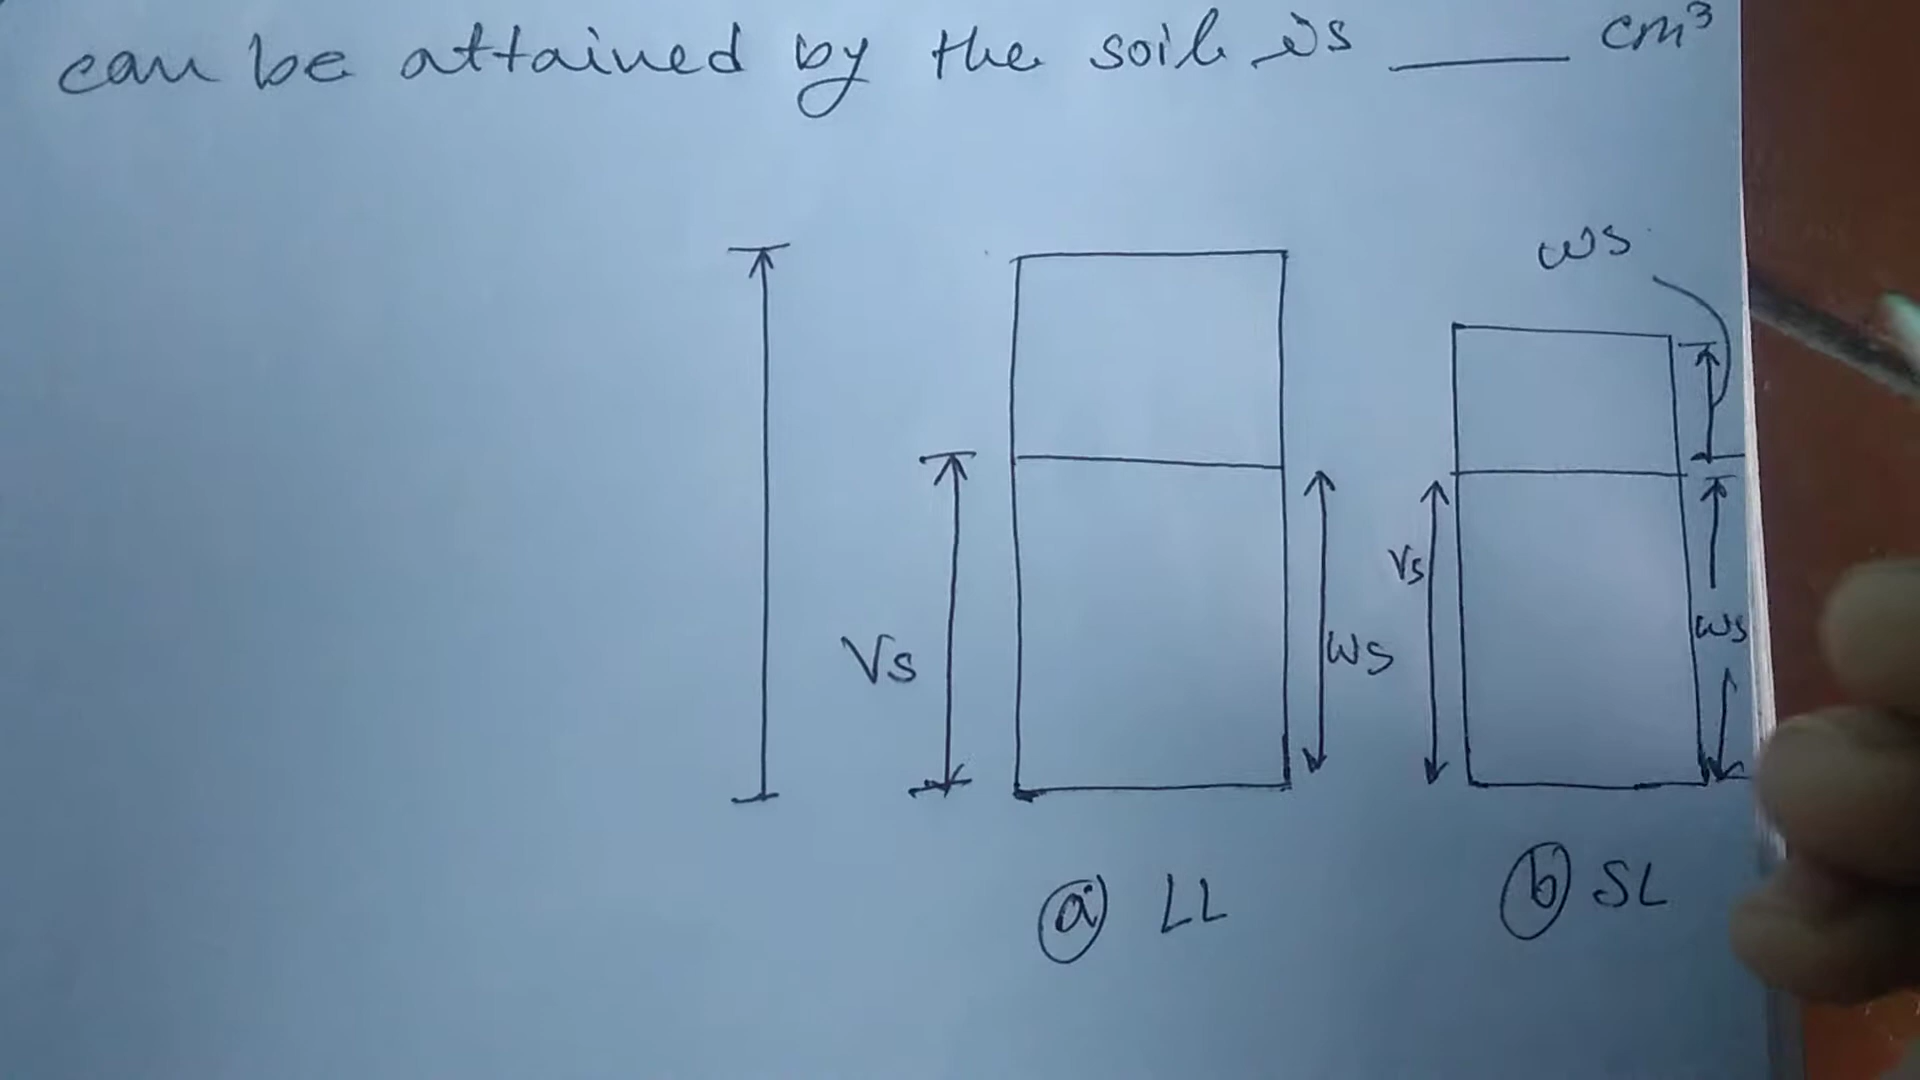 can be attained by the soil is ____ cm³
ws
Vs
Ws
Vs
ws
(a) LL
(b) SL